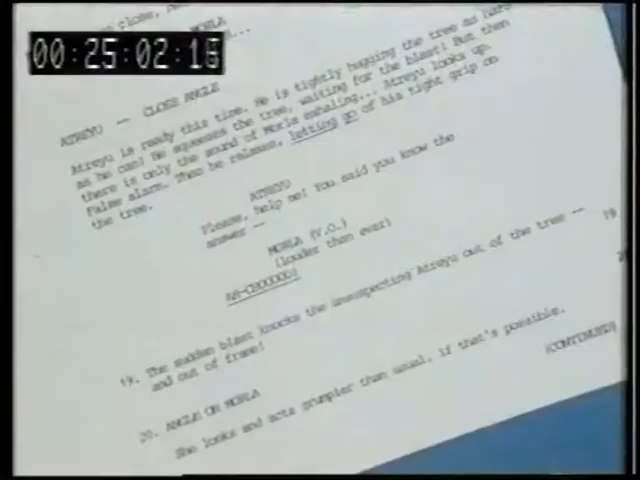 00:25:02:18
close,
MORLA
ATREYU -- CLOSE ANGLE
Atreyu is ready this time. He is tightly hugging the tree as hard
as he can! He squeezes the tree, waiting for the blast! But then
there is only the sound of Morla exhaling... Atreyu looks up.
False alarm. Then he relaxes, letting go of his tight grip on
the tree.
ATREYU
Please, help me! You said you know the
answer --
MORLA (V.O.)
(louder than ever)
AH-CHOOOOO!
19. The sudden blast knocks the unsuspecting Atreyu out of the tree -- 19
and out of frame!
20. ANGLE ON MORLA
She looks and acts grumpier than usual, if that's possible.
(CONTINUED)